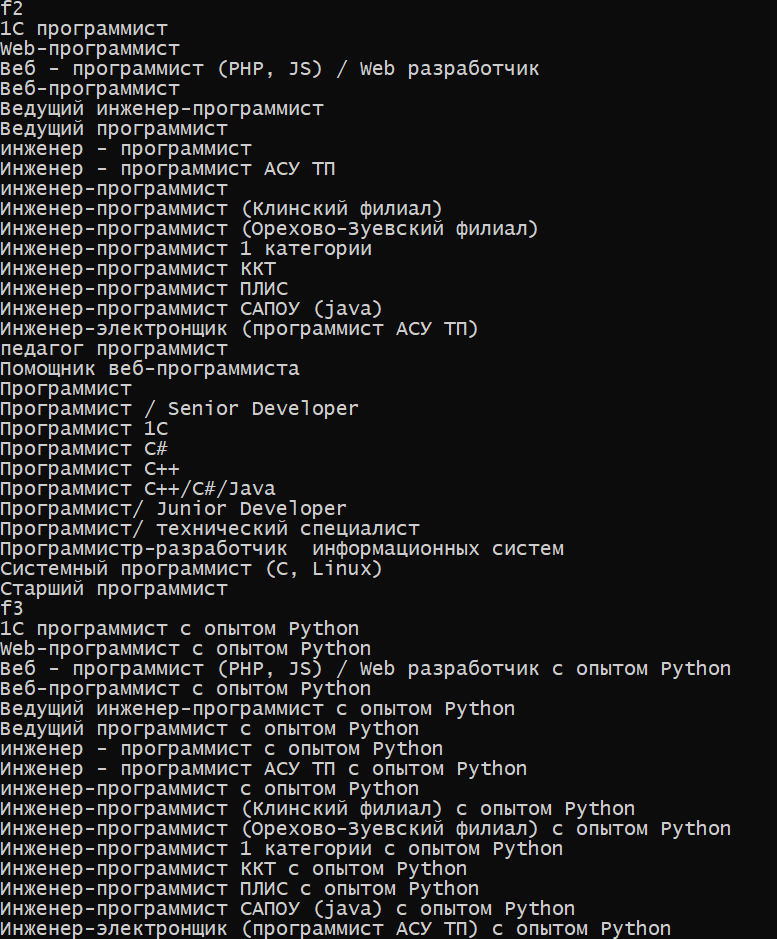 f2
1С программист
Web-программист
Веб - программист (PHP, JS) / Web разработчик
Веб-программист
Ведущий инженер-программист
Ведущий программист
инженер - программист
Инженер - программист АСУ ТП
инженер-программист
Инженер-программист (Клинский филиал)
Инженер-программист (Орехово-Зуевский филиал)
Инженер-программист 1 категории
Инженер-программист ККТ
Инженер-программист ПЛИС
Инженер-программист САПОУ (java)
Инженер-электронщик (программист АСУ ТП)
педагог программист
Помощник веб-программиста
Программист
Программист / Senior Developer
Программист 1С
Программист C#
Программист C++
Программист C++/C#/Java
Программист/ Junior Developer
Программист/ технический специалист
Программистр-разработчик  информационных систем
Системный программист (C, Linux)
Старший программист
f3
1С программист с опытом Python
Web-программист с опытом Python
Веб - программист (PHP, JS) / Web разработчик с опытом Python
Веб-программист с опытом Python
Ведущий инженер-программист с опытом Python
Ведущий программист с опытом Python
инженер - программист с опытом Python
Инженер - программист АСУ ТП с опытом Python
инженер-программист с опытом Python
Инженер-программист (Клинский филиал) с опытом Python
Инженер-программист (Орехово-Зуевский филиал) с опытом Python
Инженер-программист 1 категории с опытом Python
Инженер-программист ККТ с опытом Python
Инженер-программист ПЛИС с опытом Python
Инженер-программист САПОУ (java) с опытом Python
Инженер-электронщик (программист АСУ ТП) с опытом Python